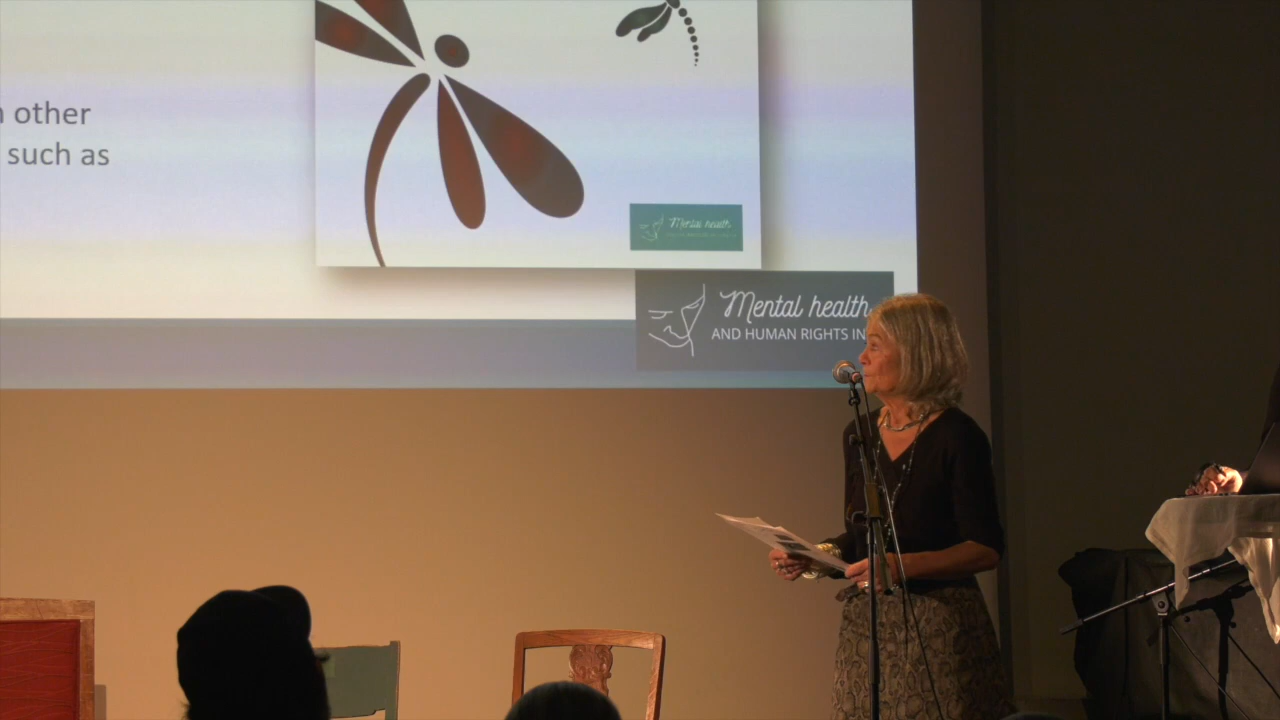 other
such as
Mental health
Mental health
AND HUMAN RIGHTS IN